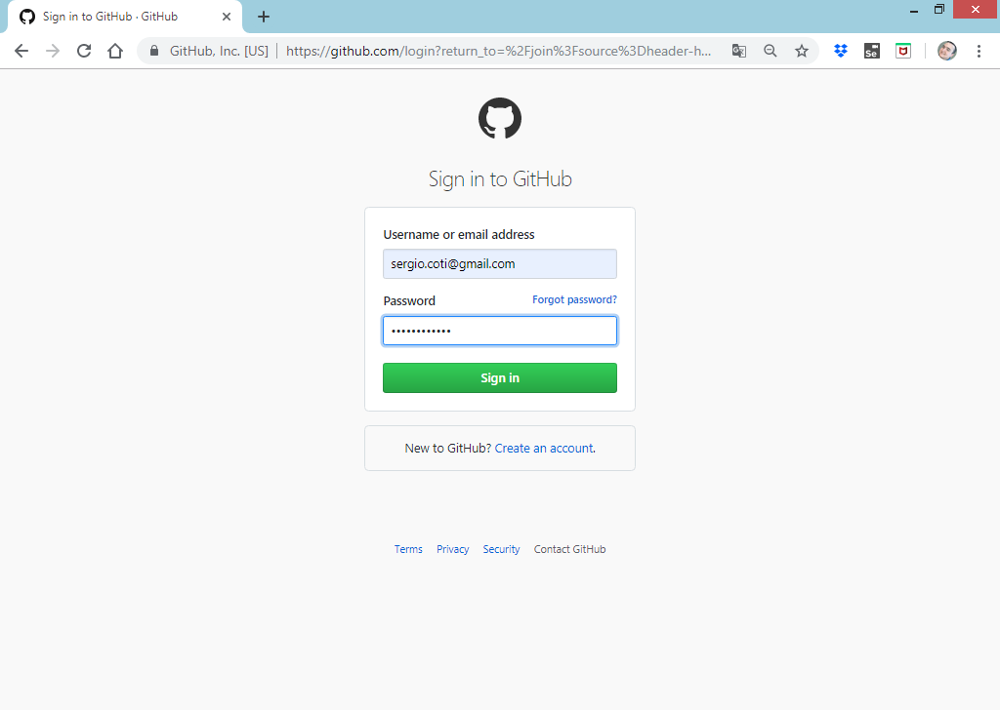 Sign in to GitHub · GitHub
GitHub, Inc. [US] https://github.com/login?return_to=%2Fjoin%3Fsource%3Dheader-h...
Se
Sign in to GitHub
Username or email address
sergio.coti@gmail.com
Password Forgot password?
••••••••••••
Sign in
New to GitHub? Create an account.
Terms Privacy Security Contact GitHub